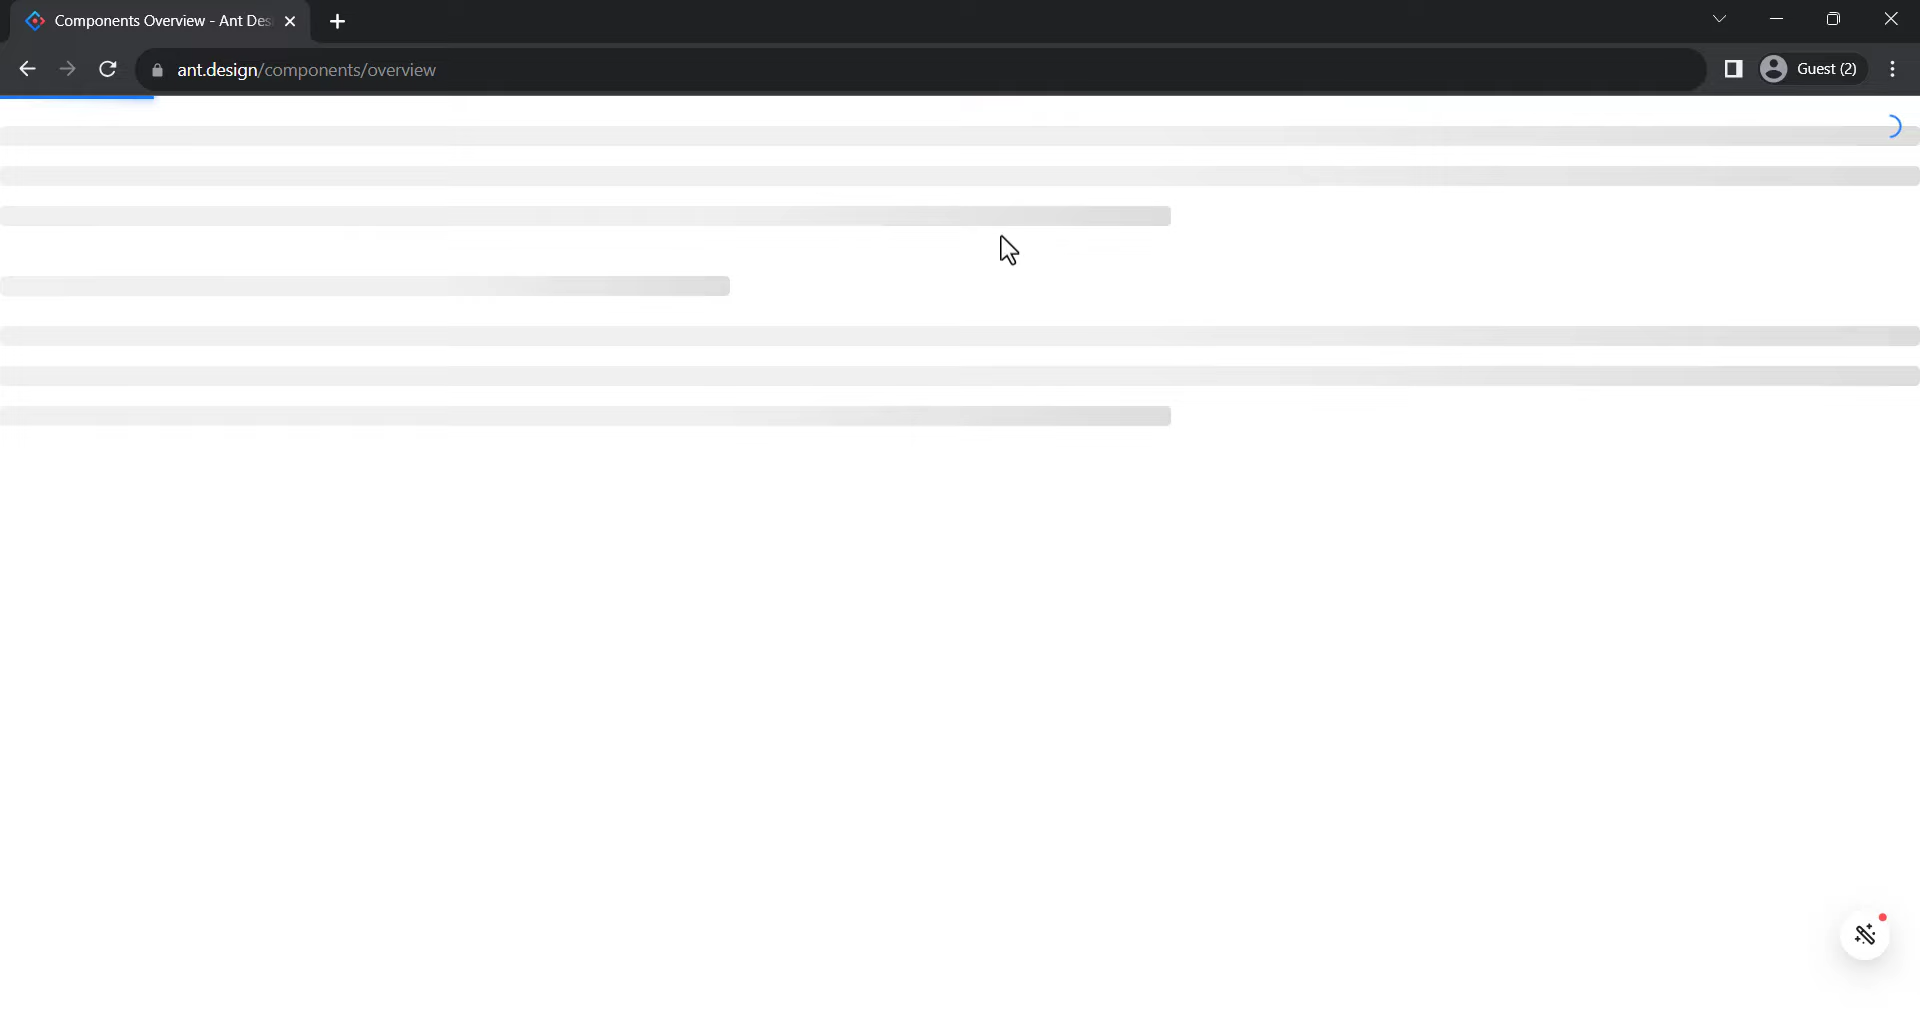 Components Overview - Ant Des
ant.design/components/overview
Guest (2)